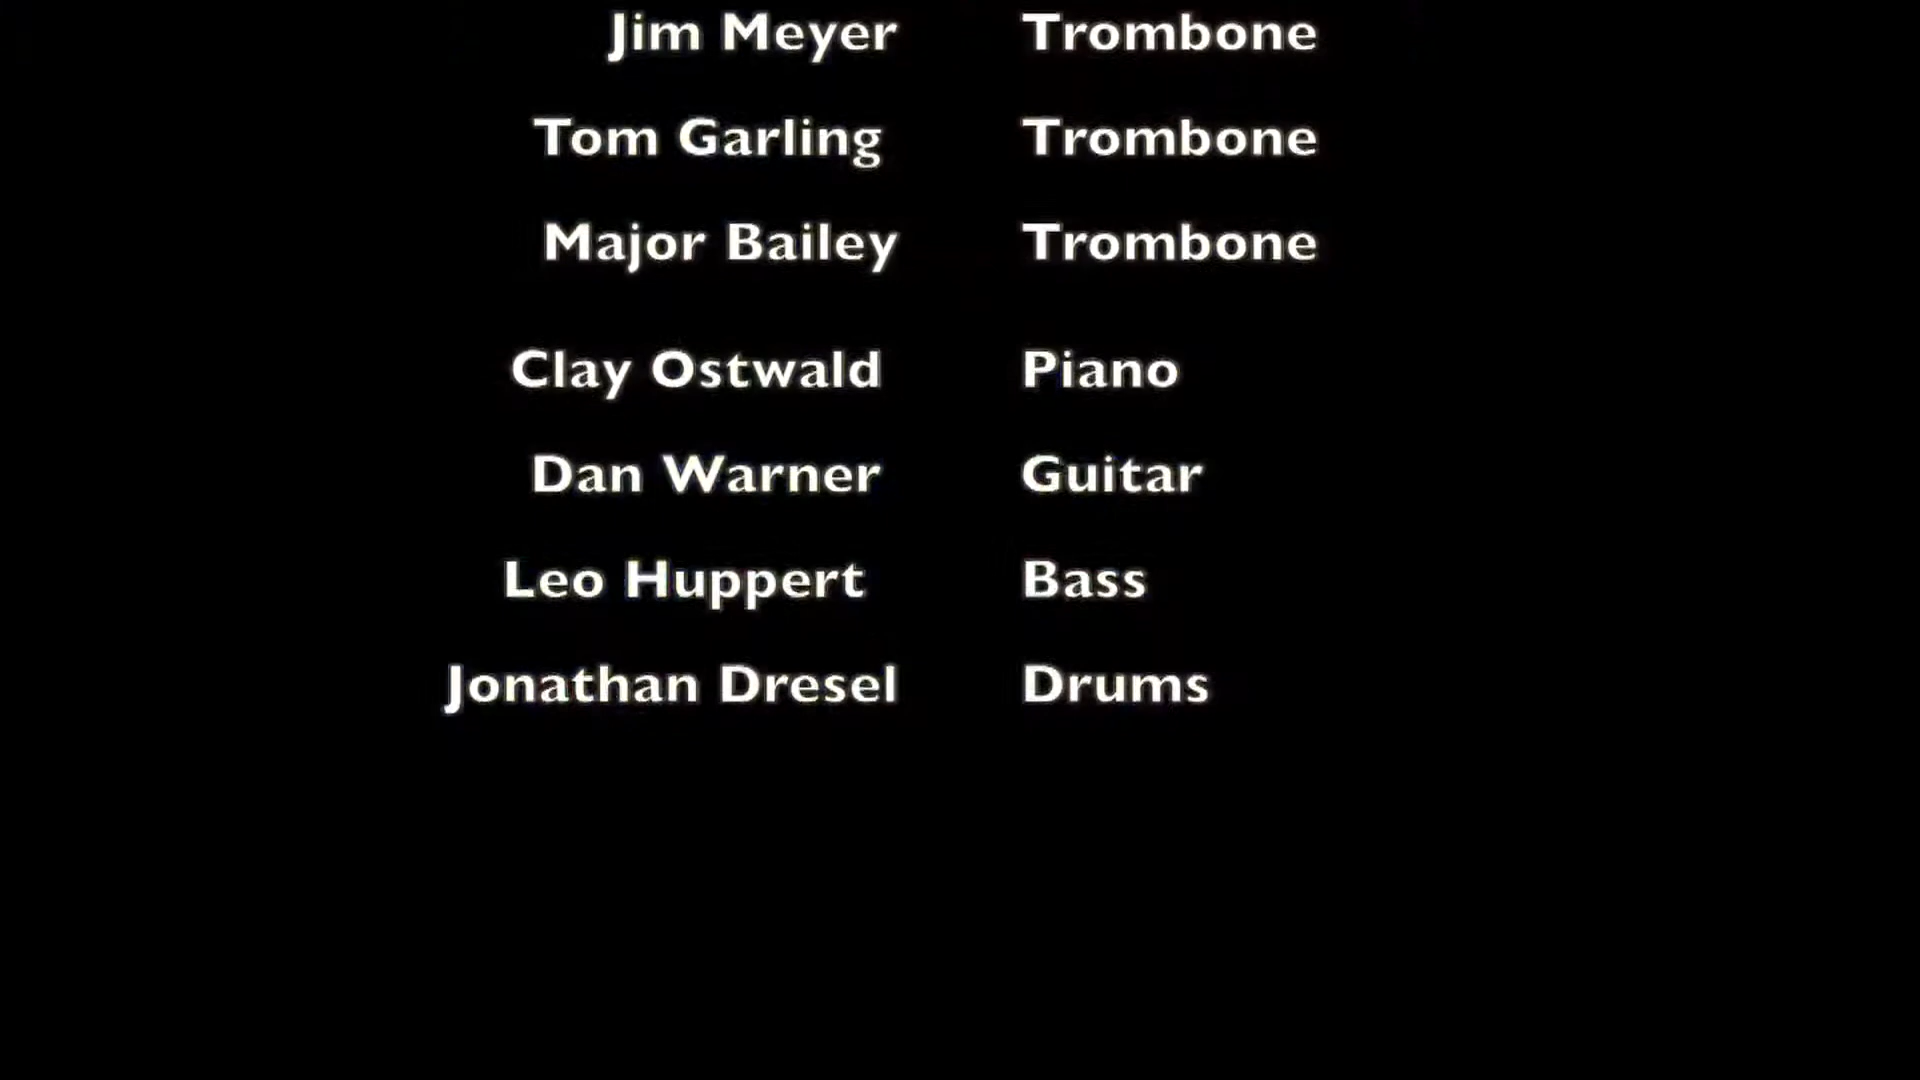 Jim Meyer Trombone
Tom Garling Trombone
Major Bailey Trombone
Clay Ostwald Piano
Dan Warner Guitar
Leo Huppert Bass
Jonathan Dresel Drums